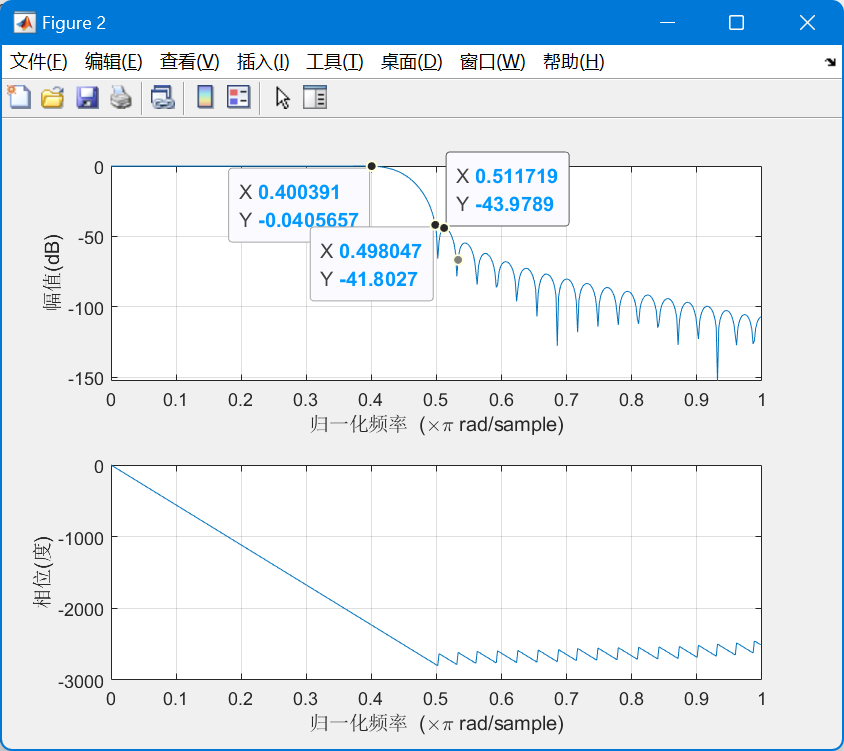 Figure 2
文件(F) 编辑(E) 查看(V) 插入(I) 工具(T) 桌面(D) 窗口(W) 帮助(H)
0
-50
-100
-150
幅值(dB)
X 0.400391
Y -0.0405657
X 0.511719
Y -43.9789
X 0.498047
Y -41.8027
0 0.1 0.2 0.3 0.4 0.5 0.6 0.7 0.8 0.9 1
归一化频率 (×π rad/sample)
0
-1000
-2000
-3000
相位(度)
0 0.1 0.2 0.3 0.4 0.5 0.6 0.7 0.8 0.9 1
归一化频率 (×π rad/sample)